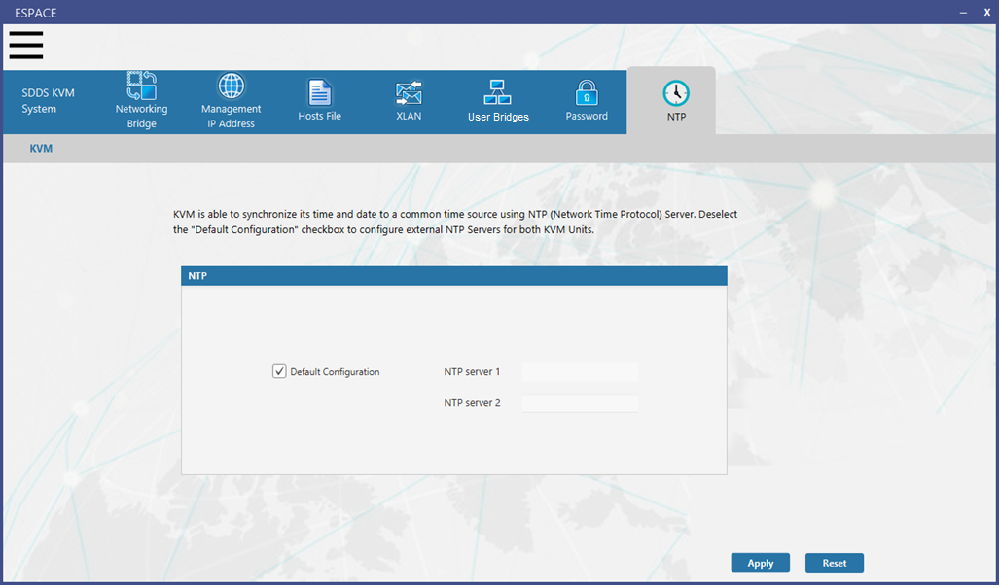 ESPACE
X
SDDS KVM
System
Networking
Bridge
Management
IP Address
Hosts File
XLAN
User Bridges
Password
NTP
KVM
KVM is able to synchronize its time and date to a common time source using NTP (Network Time Protocol) Server. Deselect
the "Default Configuration" checkbox to configure external NTP Servers for both KVM Units.
NTP
Default Configuration
NTP server 1
NTP server 2
Apply
Reset